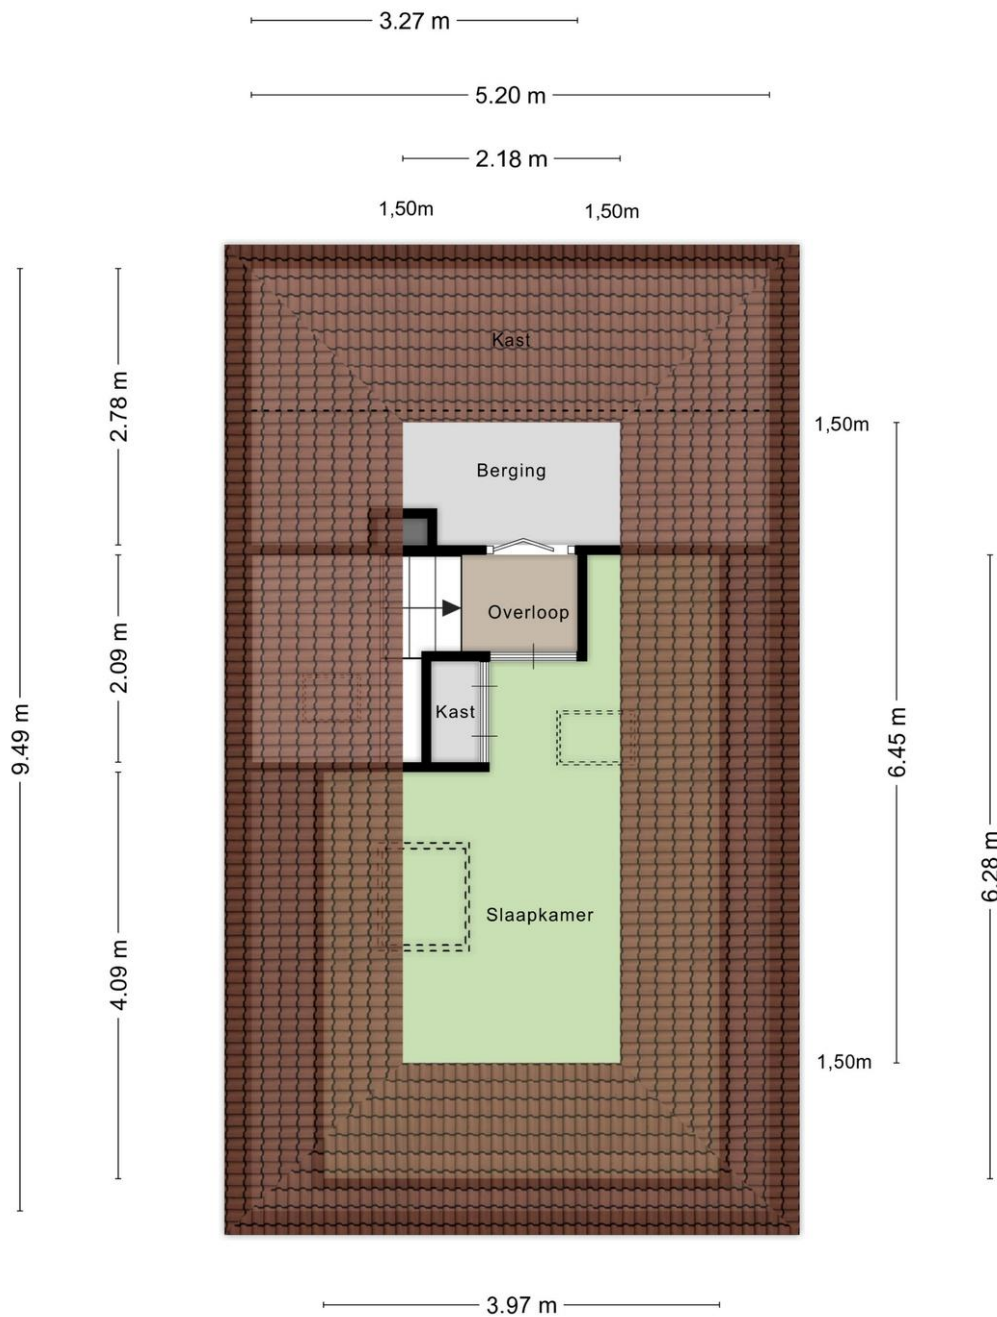 3.27 m
5.20 m
2.18 m
1,50m
1,50m
Kast
2.78 m
1,50m
Berging
Overloop
2.09 m
Kast
9.49 m
6.45 m
6.28 m
Slaapkamer
4.09 m
1,50m
3.97 m